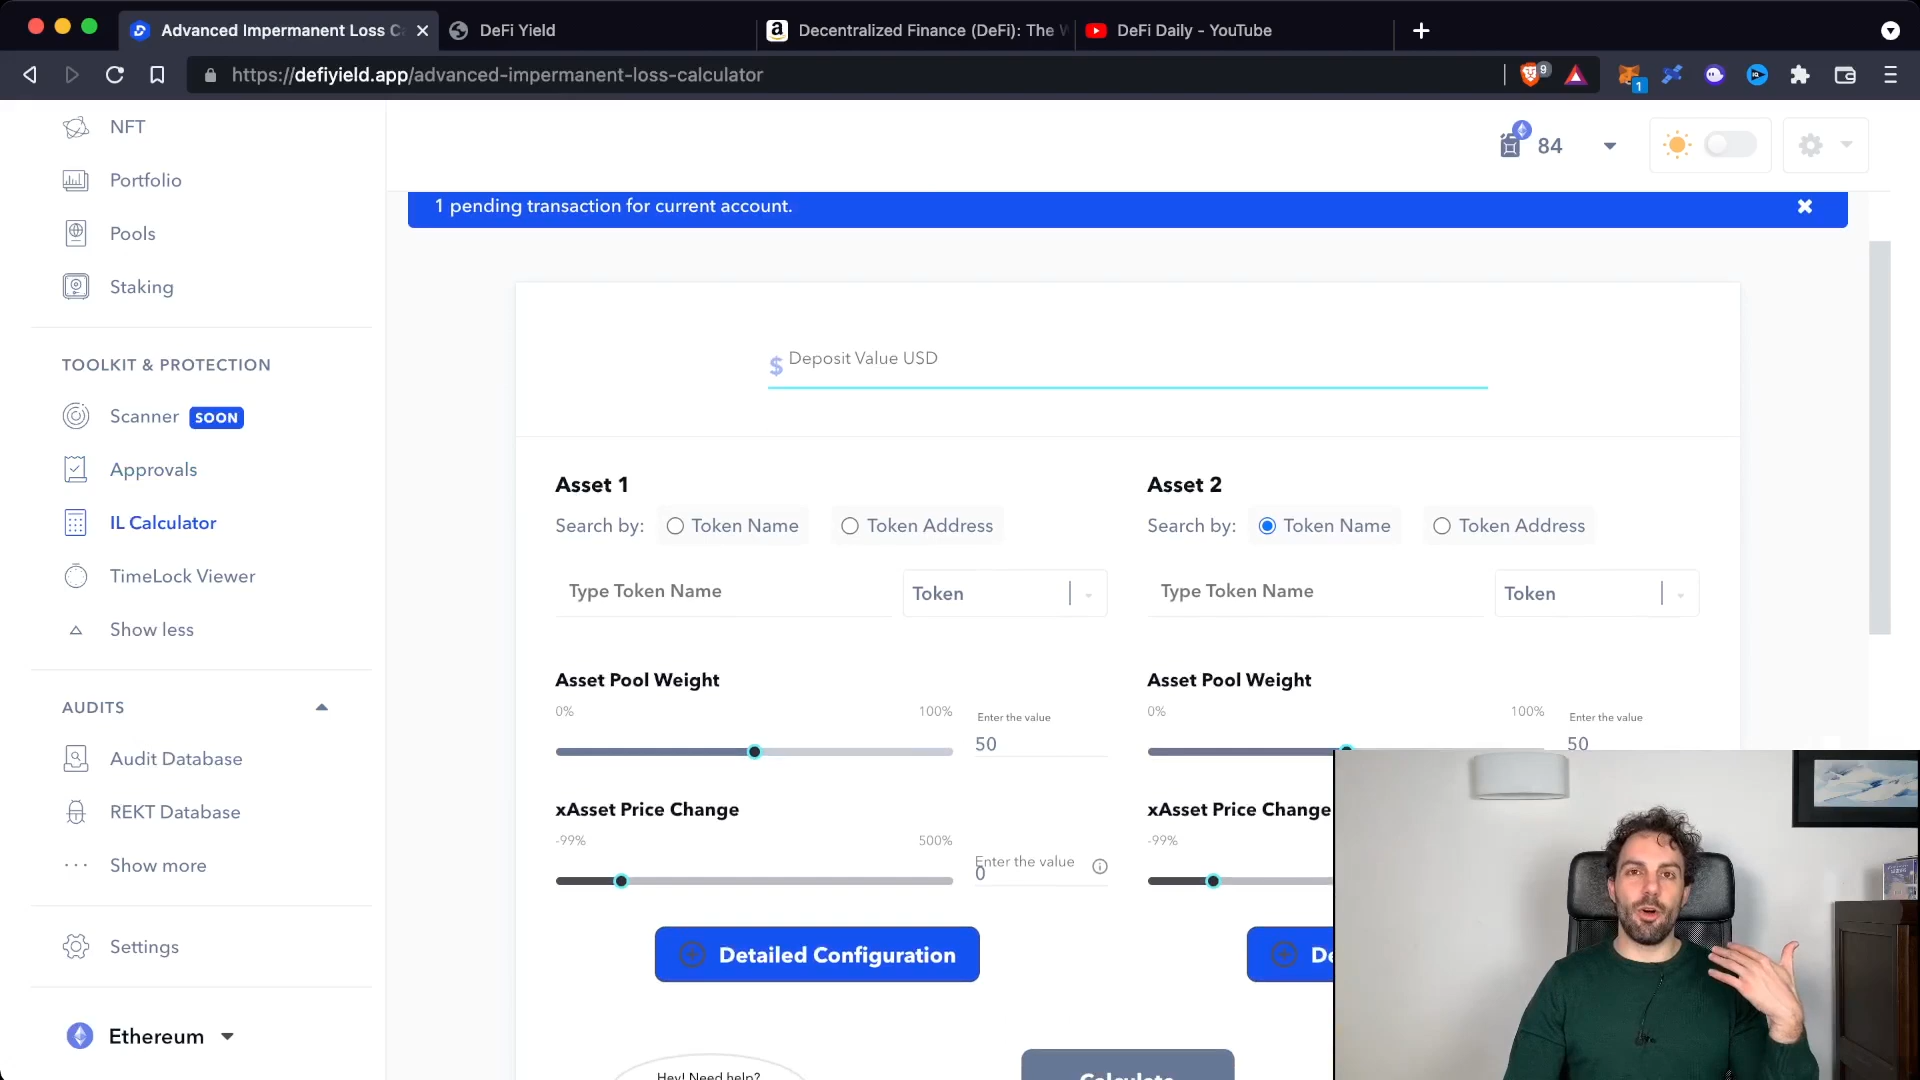 Advanced Impermanent Loss C
DeFi Yield
Decentralized Finance (DeFi): The
DeFi Daily - YouTube
https://defiyield.app/advanced-impermanent-loss-calculator
9
1
NFT
Portfolio
Pools
Staking
TOOLKIT & PROTECTION
Scanner SOON
Approvals
IL Calculator
TimeLock Viewer
Show less
AUDITS
Audit Database
REKT Database
Show more
Settings
Ethereum
84
1 pending transaction for current account.
$ Deposit Value USD
Asset 1
Search by: Token Name Token Address
Type Token Name Token
Asset Pool Weight
0% 100% Enter the value
50
xAsset Price Change
-99% 500% Enter the value
0
Detailed Configuration
Asset 2
Search by: Token Name Token Address
Type Token Name Token
Asset Pool Weight
0% 100% Enter the value
50
xAsset Price Change
-99%
De
Hey! Need help?
Calculate